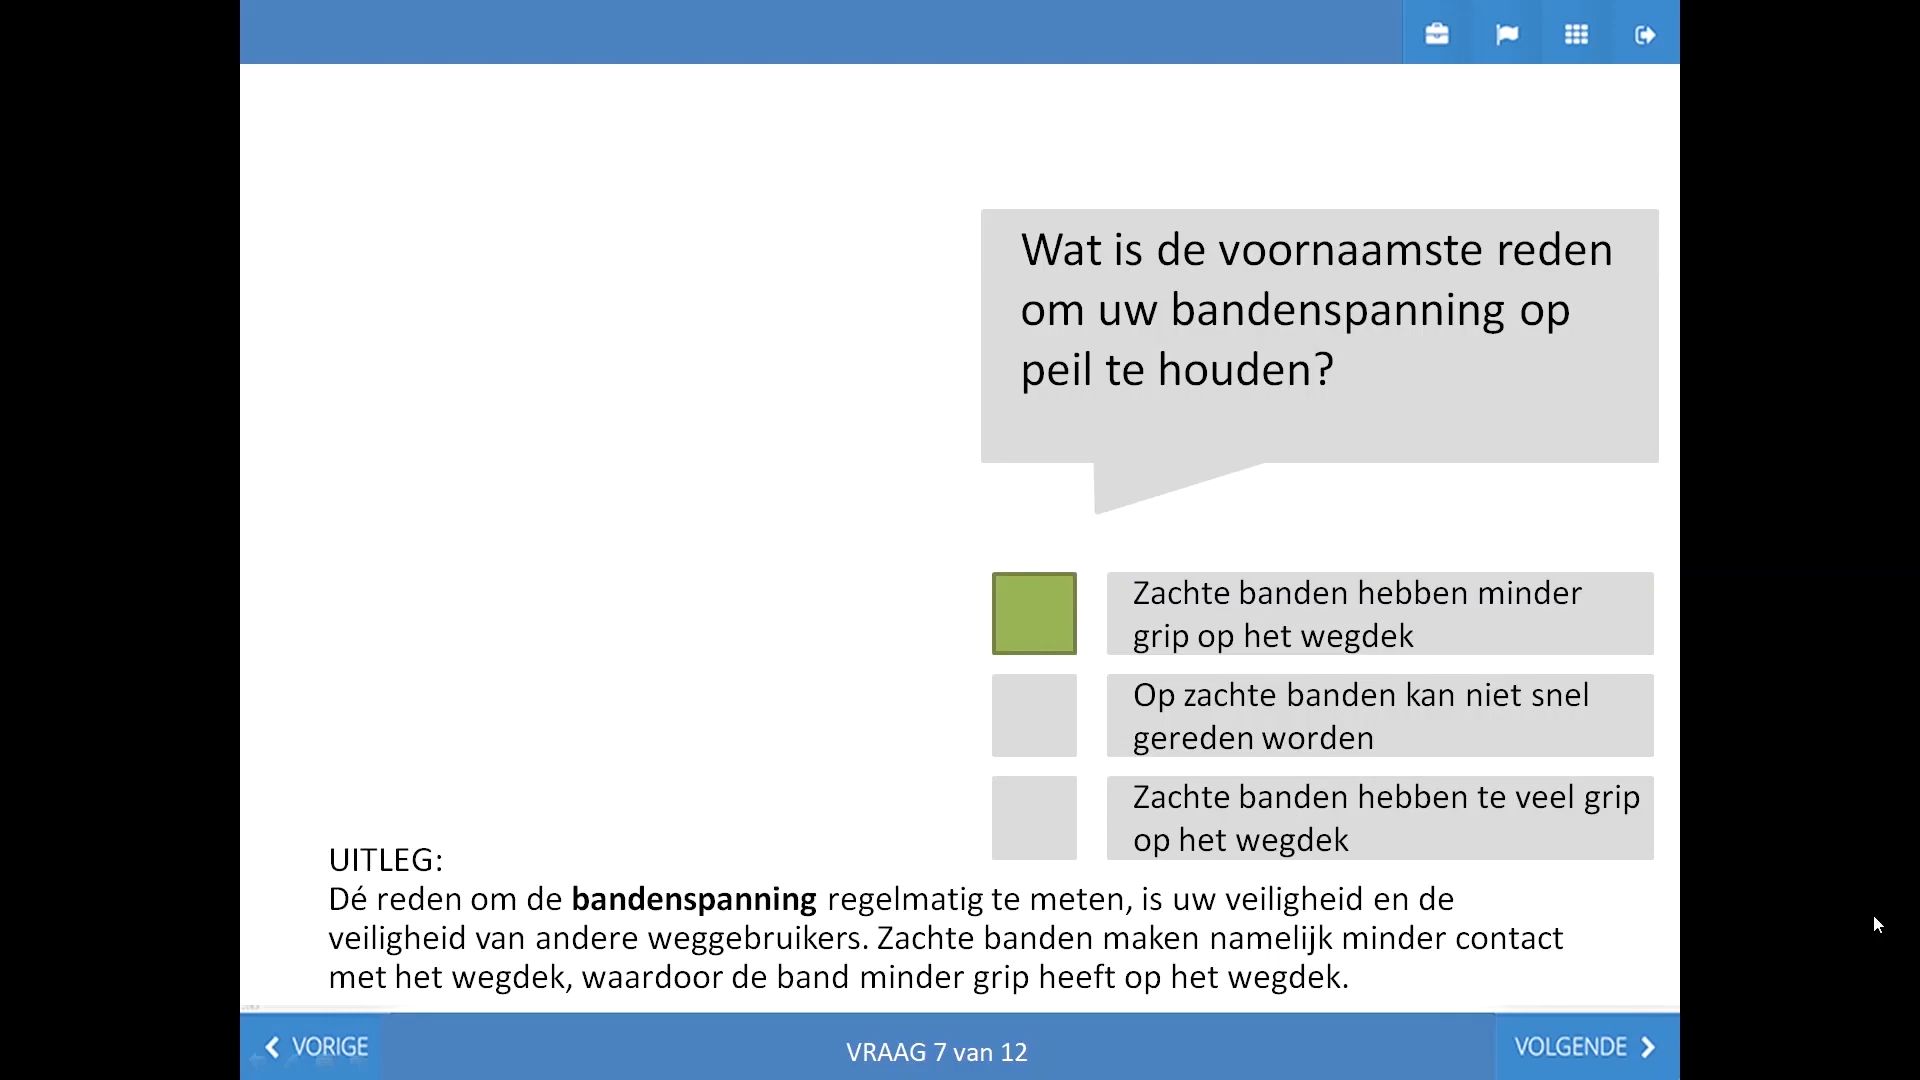 Wat is de voornaamste reden
om uw bandenspanning op
peil te houden?
Zachte banden hebben minder
grip op het wegdek
Op zachte banden kan niet snel
gereden worden
Zachte banden hebben te veel grip
op het wegdek
UITLEG:
Dé reden om de bandenspanning regelmatig te meten, is uw veiligheid en de
veiligheid van andere weggebruikers. Zachte banden maken namelijk minder contact
met het wegdek, waardoor de band minder grip heeft op het wegdek.
VORIGE
VRAAG 7 van 12
VOLGENDE